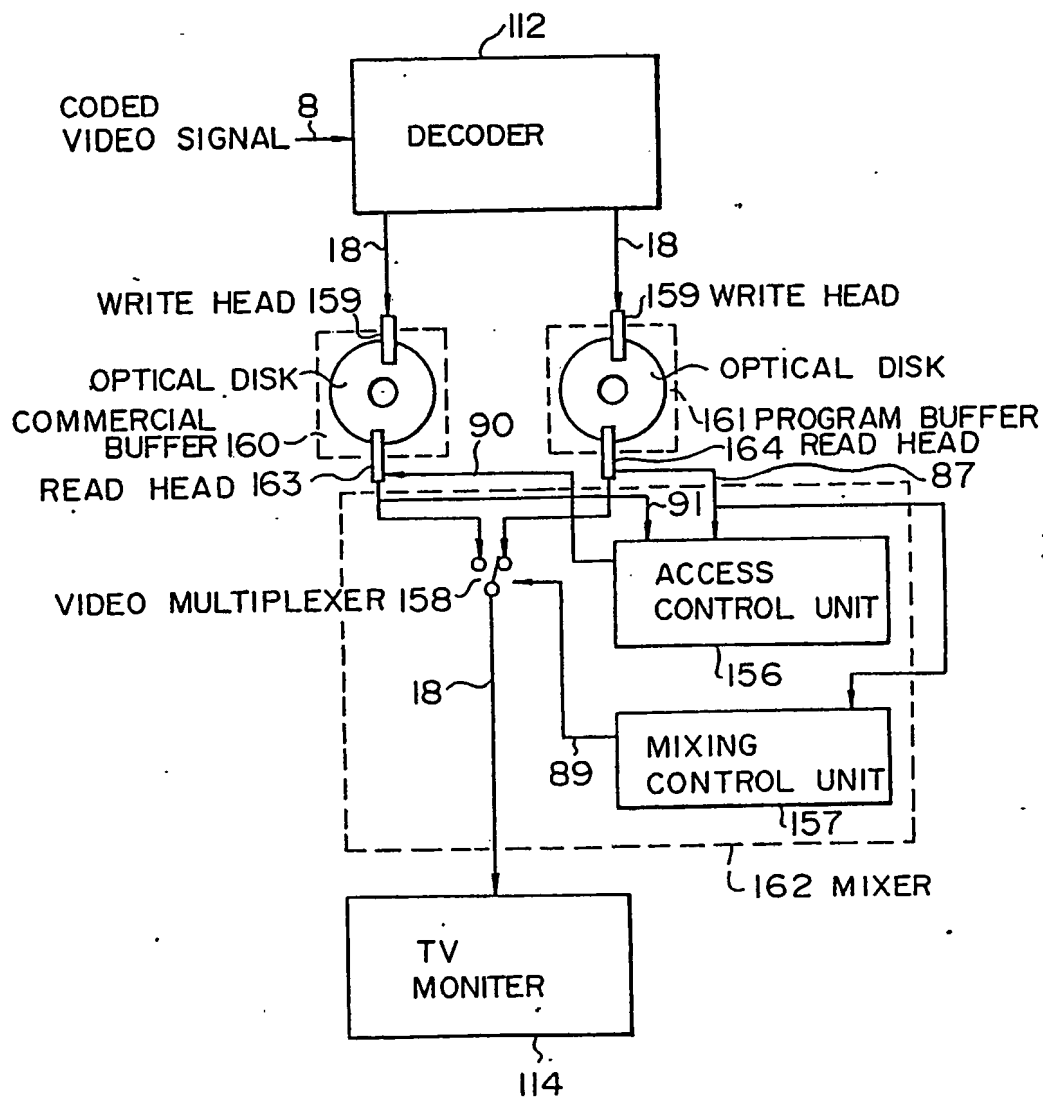 112
CODED
VIDEO SIGNAL
8
DECODER
18
18
WRITE HEAD 159
159 WRITE HEAD
OPTICAL DISK
OPTICAL DISK
COMMERCIAL
BUFFER 160
161 PROGRAM BUFFER
90
164 READ HEAD
READ HEAD 163
87
91
ACCESS
CONTROL UNIT
VIDEO MULTIPLEXER 158
156
18
MIXING
CONTROL UNIT
89
157
162 MIXER
TV
MONITER
114